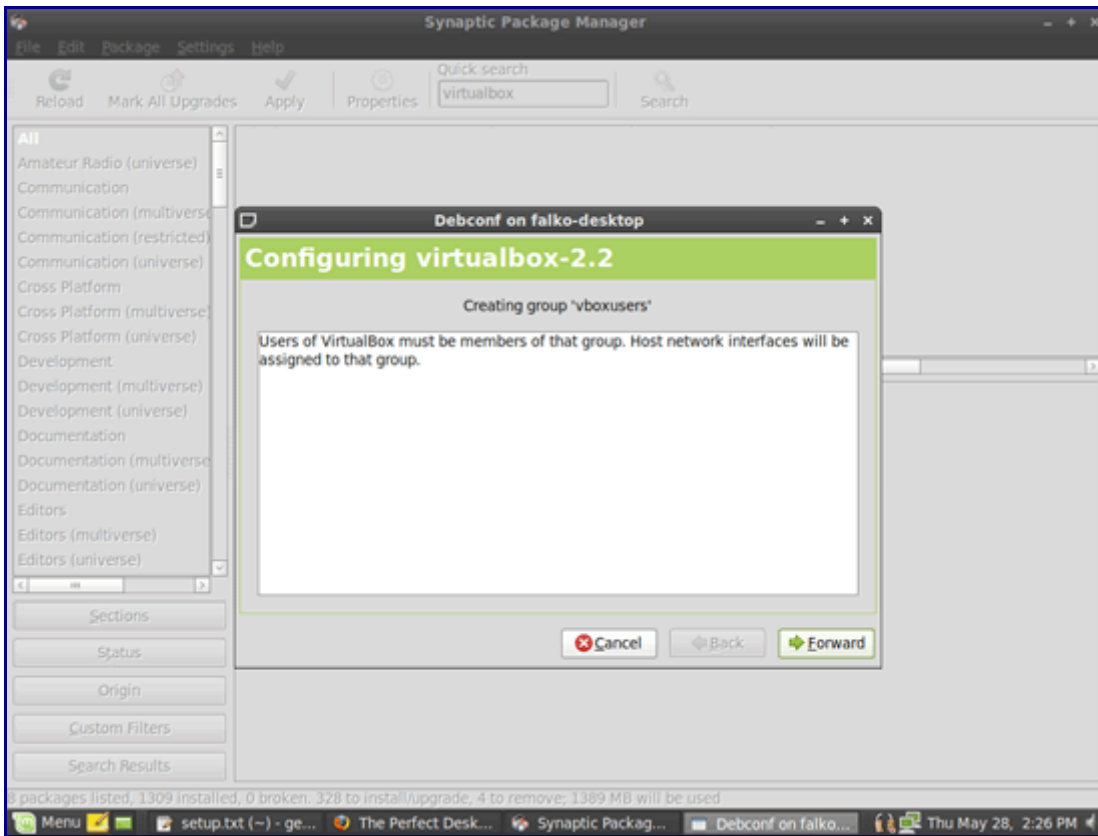 Synaptic Package Manager
File Edit Package Settings Help
Quick search
Reload Mark All Upgrades Apply Properties virtualbox Search
All
Amateur Radio (universe)
Communication
Communication (multiverse
Communication (restricted)
Communication (universe)
Cross Platform
Cross Platform (multiverse)
Cross Platform (universe)
Development
Development (multiverse)
Development (universe)
Documentation
Documentation (multiverse
Documentation (universe)
Editors
Editors (multiverse)
Editors (universe)
Sections
Status
Origin
Custom Filters
Search Results
Debconf on falko-desktop
Configuring virtualbox-2.2
Creating group 'vboxusers'
Users of VirtualBox must be members of that group. Host network interfaces will be
assigned to that group.
Cancel Back Forward
8 packages listed, 1309 installed, 0 broken. 328 to install/upgrade, 4 to remove; 1389 MB will be used
Menu setup.txt (~) - ge... The Perfect Desk... Synaptic Packag... Debconf on falko... Thu May 28, 2:26 PM